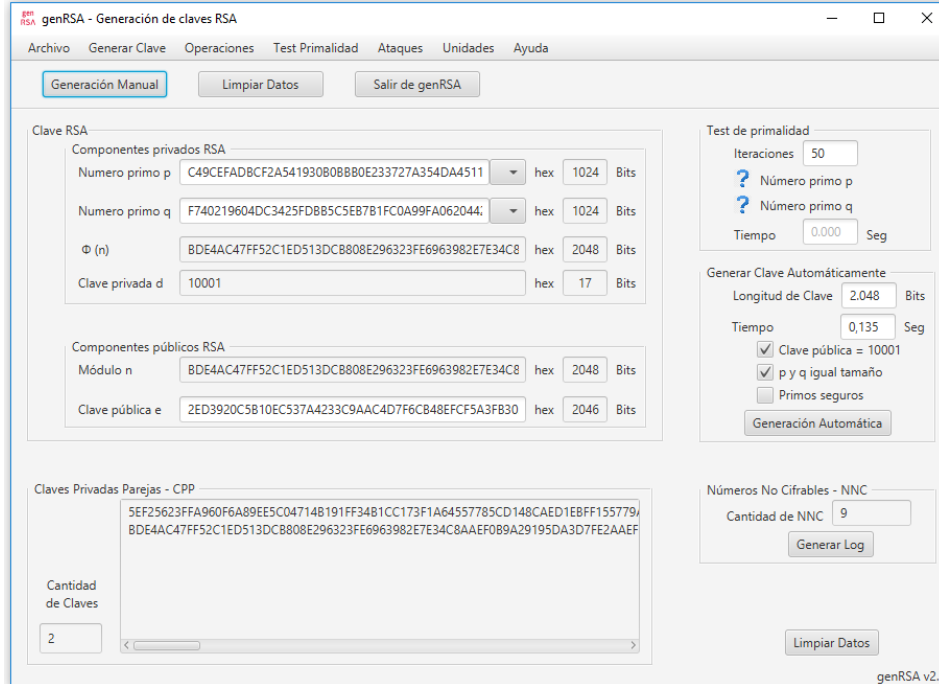 gen RSA genRSA - Generación de claves RSA
Archivo Generar Clave Operaciones Test Primalidad Ataques Unidades Ayuda
Generación Manual Limpiar Datos Salir de genRSA
Clave RSA
Componentes privados RSA
Numero primo p C49CEFADBCF2A541930B0BBB0E233727A354DA4511 hex 1024 Bits
Numero primo q F740219604DC3425FDBB5C5EB7B1FC0A99FA0620442 hex 1024 Bits
Φ (n) BDE4AC47FF52C1ED513DCB808E296323FE6963982E7E34C8 hex 2048 Bits
Clave privada d 10001 hex 17 Bits
Componentes públicos RSA
Módulo n BDE4AC47FF52C1ED513DCB808E296323FE6963982E7E34C8 hex 2048 Bits
Clave pública e 2ED3920C5B10EC537A4233C9AAC4D7F6CB48EFCF5A3FB30 hex 2046 Bits
Test de primalidad
Iteraciones 50
? Número primo p
? Número primo q
Tiempo 0.000 Seg
Generar Clave Automáticamente
Longitud de Clave 2.048 Bits
Tiempo 0,135 Seg
Clave pública = 10001
p y q igual tamaño
Primos seguros
Generación Automática
Claves Privadas Parejas - CPP
5EF25623FFA960F6A89EE5C04714B191FF34B1CC173F1A64557785CD148CAED1EBFF155779A
BDE4AC47FF52C1ED513DCB808E296323FE6963982E7E34C8AAEF0B9A29195DA3D7FE2AAEF
Cantidad
de Claves
2
Números No Cifrables - NNC
Cantidad de NNC 9
Generar Log
Limpiar Datos
genRSA v2.